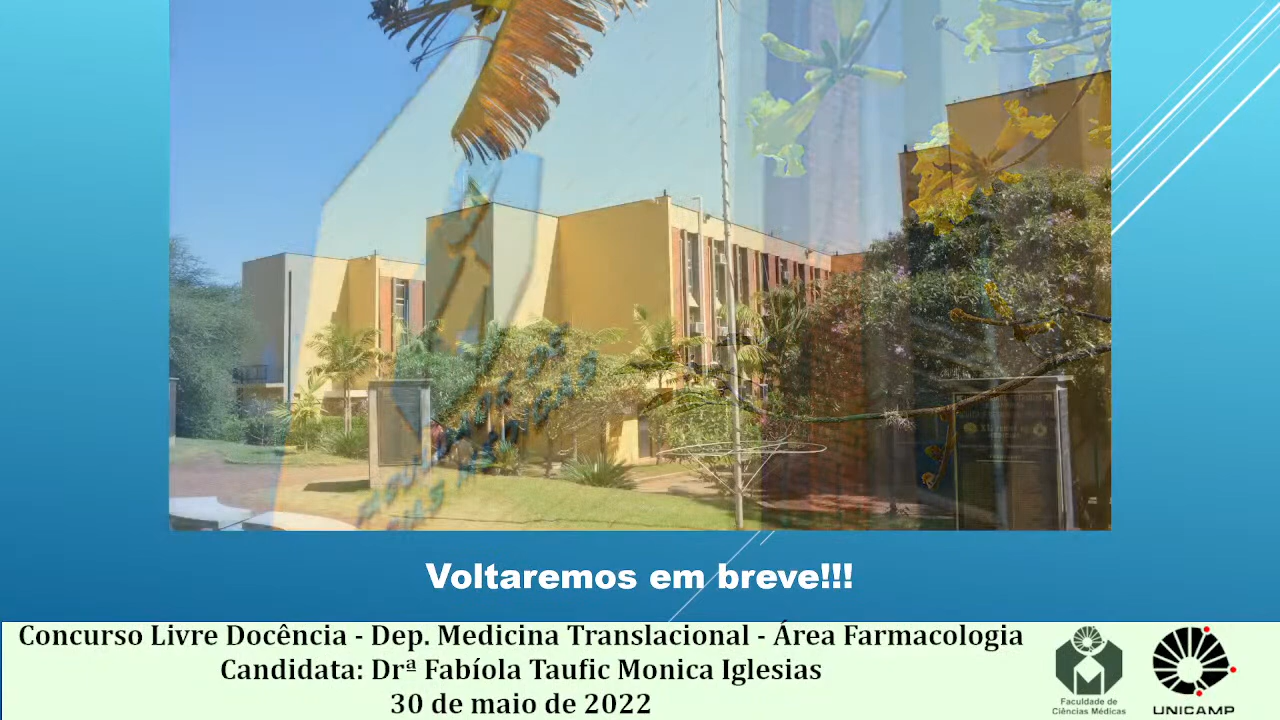 Voltaremos em breve!!!
Concurso Livre Docência - Dep. Medicina Translacional - Área Farmacologia
Candidata: Drª Fabíola Taufic Monica Iglesias
30 de maio de 2022
Faculdade de
Ciências Médicas
UNICAMP